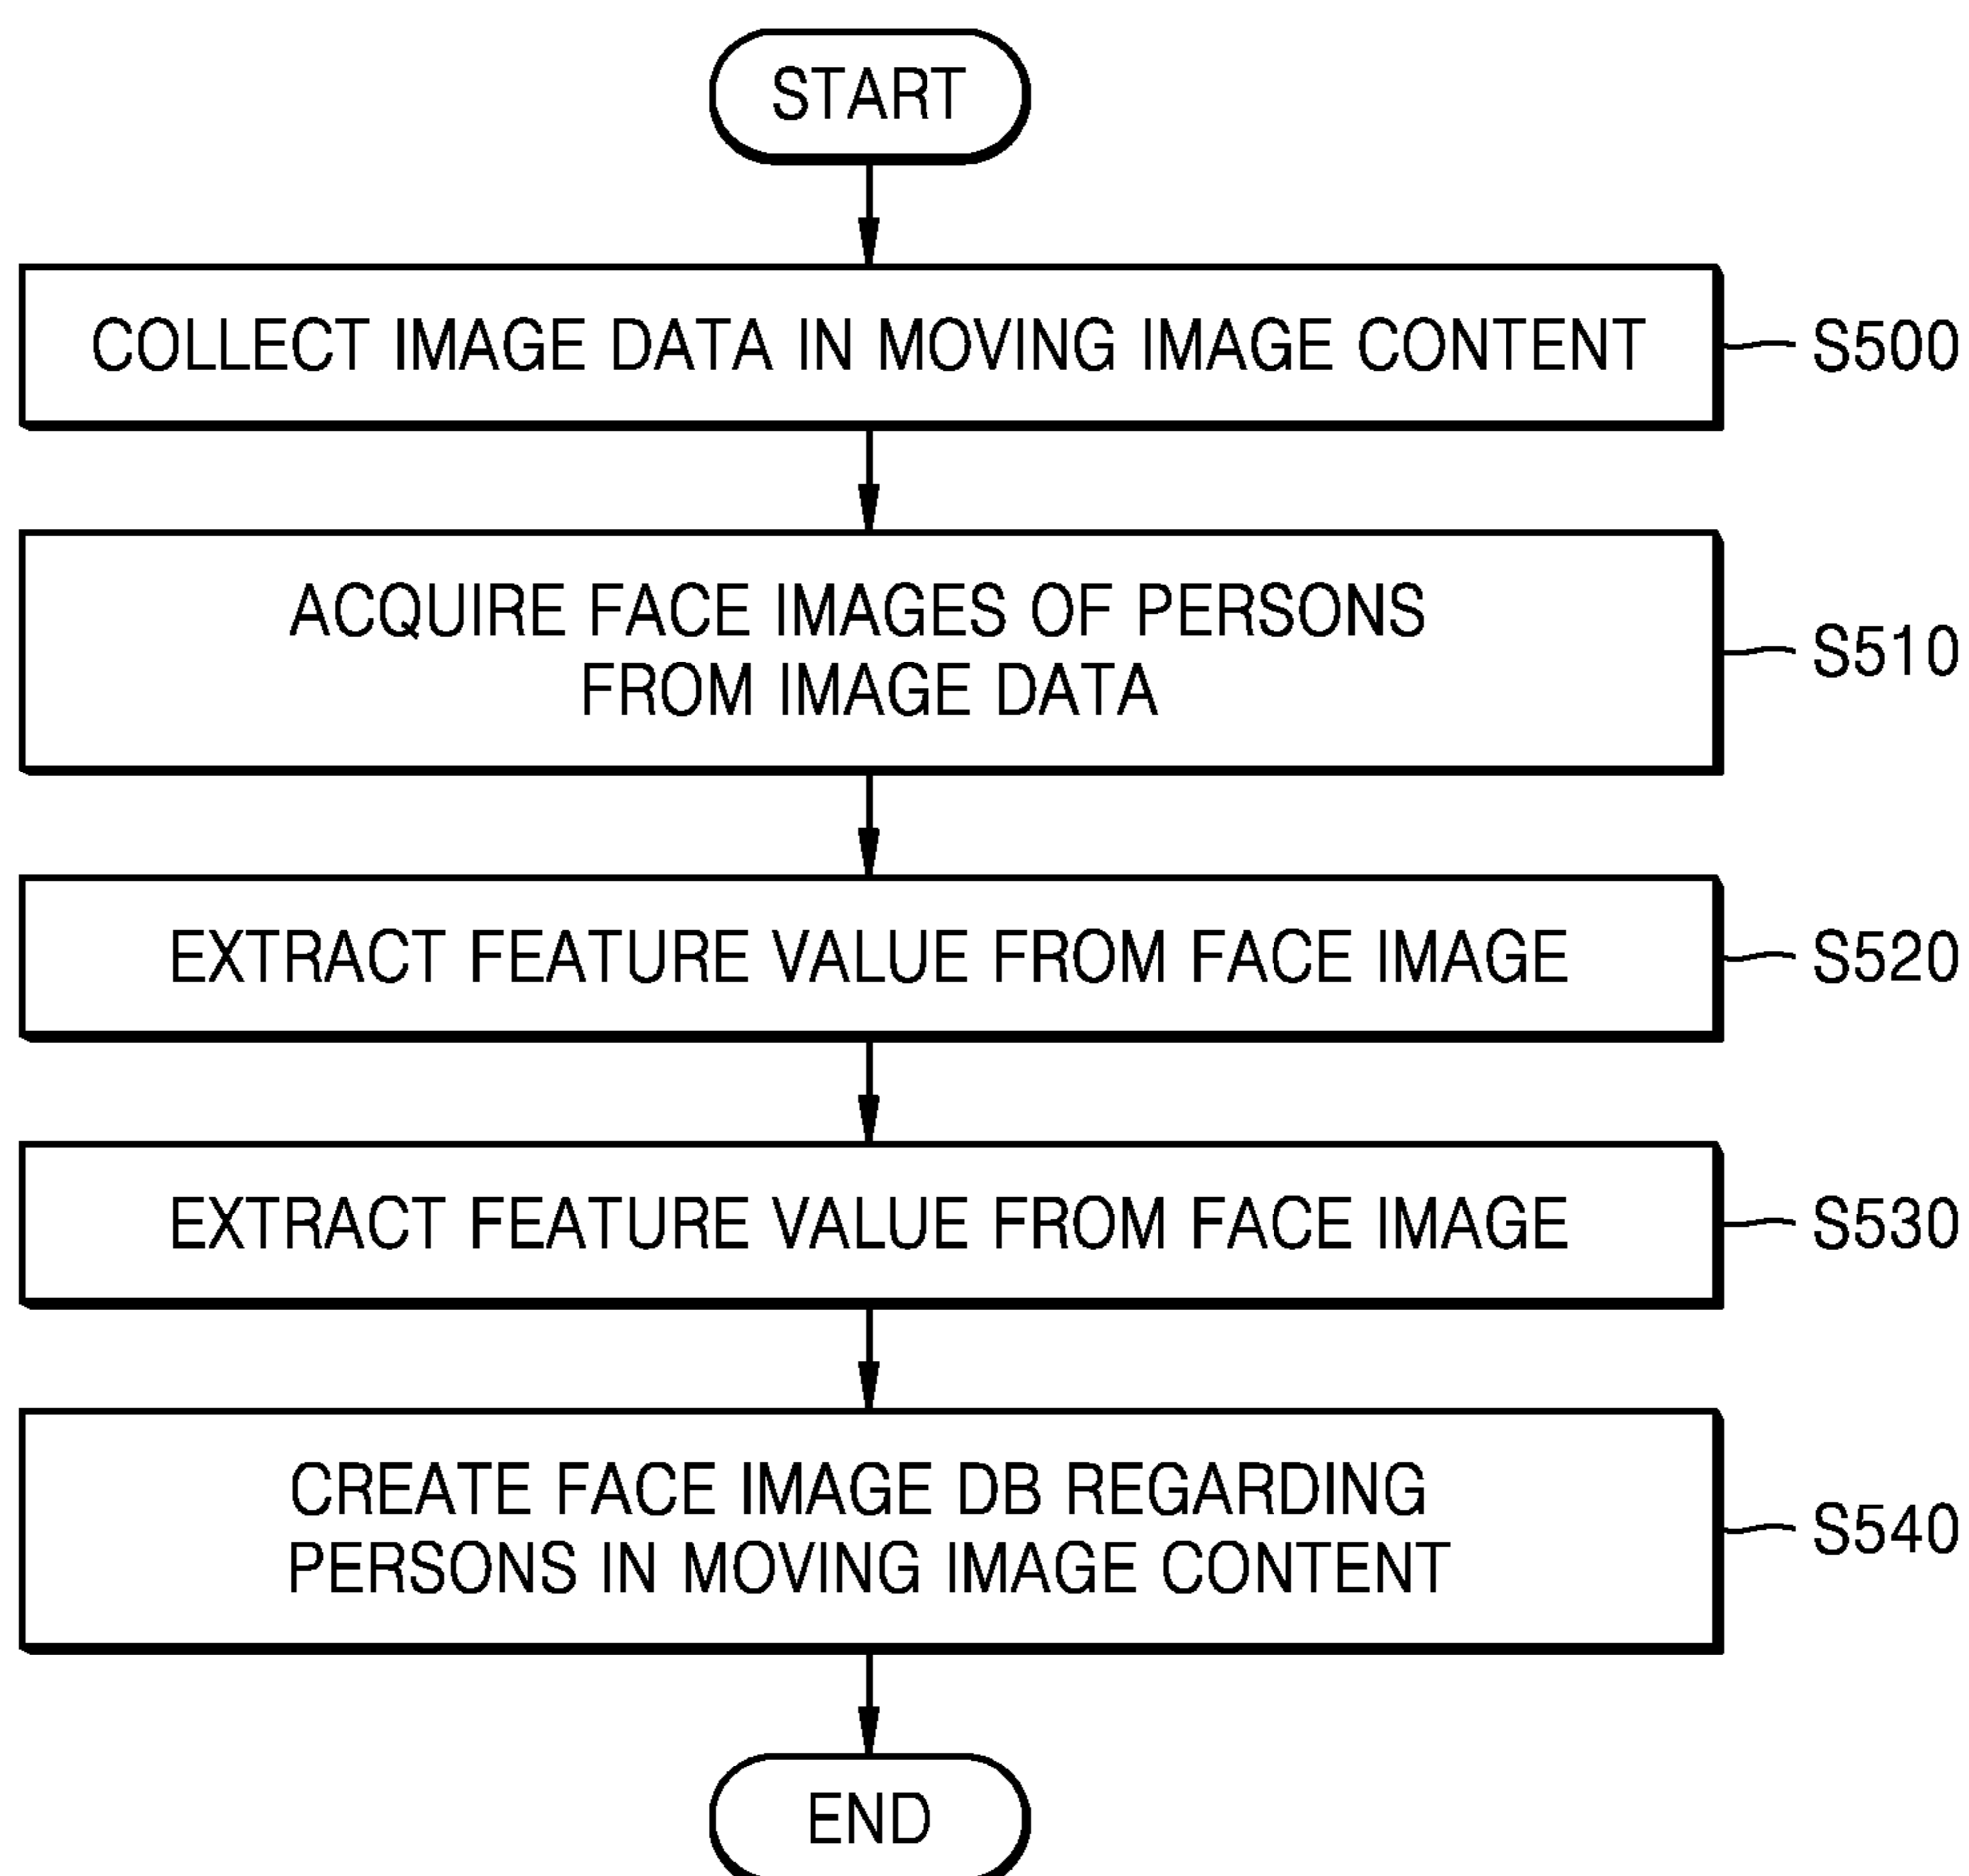 START
COLLECT IMAGE DATA IN MOVING IMAGE CONTENT
S500
ACQUIRE FACE IMAGES OF PERSONS
FROM IMAGE DATA
S510
EXTRACT FEATURE VALUE FROM FACE IMAGE
S520
EXTRACT FEATURE VALUE FROM FACE IMAGE
S530
CREATE FACE IMAGE DB REGARDING
PERSONS IN MOVING IMAGE CONTENT
S540
END